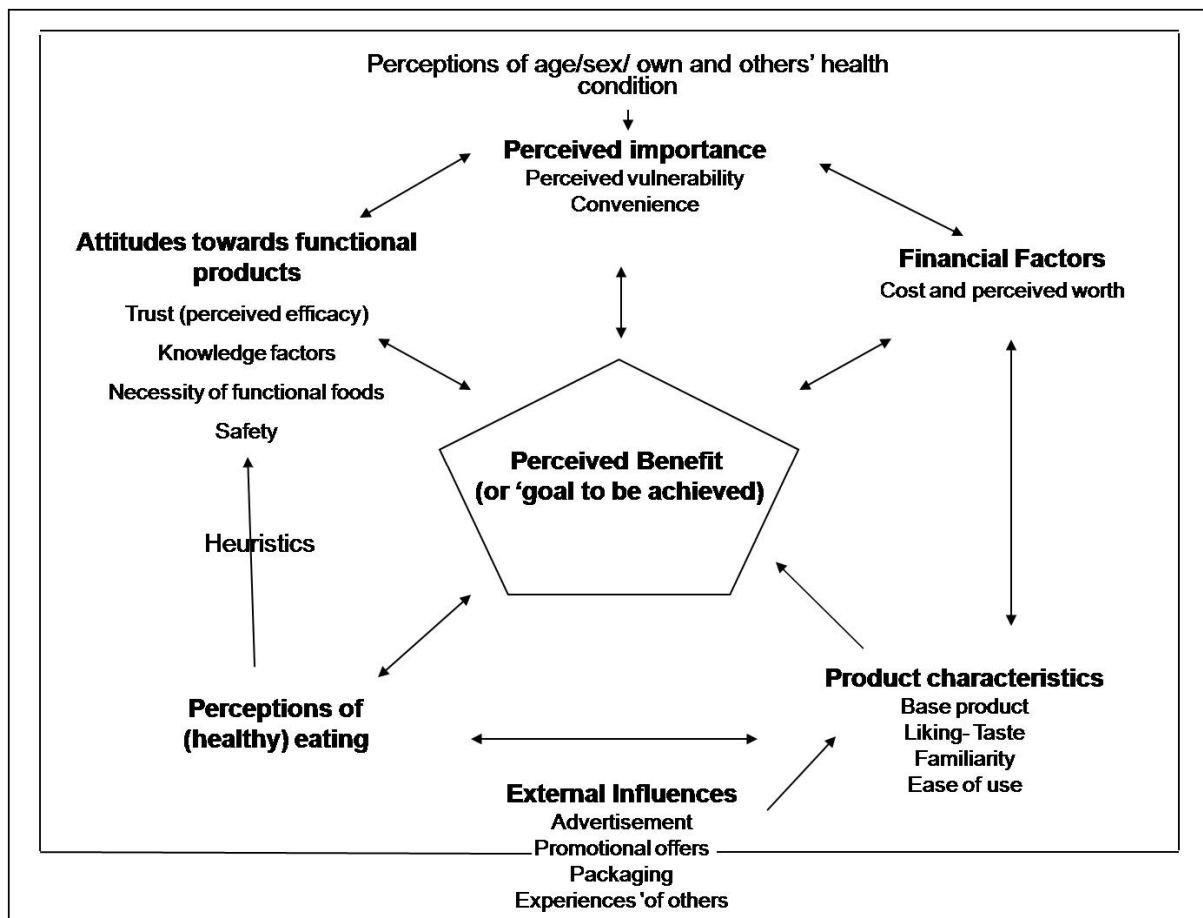 Perceptions of age/sex/ own and others’ health
condition
Perceived importance
Perceived vulnerability
Convenience
Attitudes towards functional
products
Trust (perceived efficacy)
Knowledge factors
Necessity of functional foods
Safety
Financial Factors
Cost and perceived worth
Perceived Benefit
(or ‘goal to be achieved)
Heuristics
Perceptions of
(healthy) eating
Product characteristics
Base product
Liking- Taste
Familiarity
Ease of use
External Influences
Advertisement
Promotional offers
Packaging
Experiences 'of others